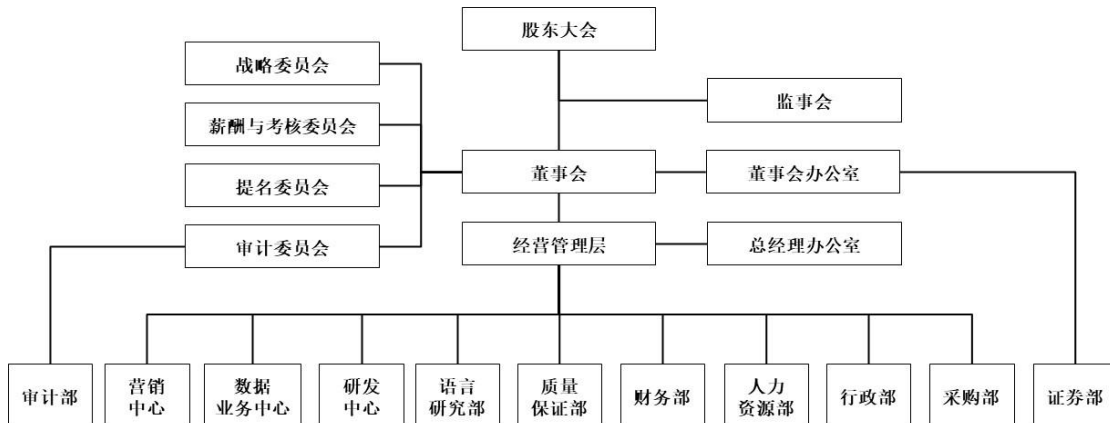 股东大会
战略委员会
监事会
薪酬与考核委员会
董事会
董事会办公室
提名委员会
审计委员会
经营管理层
总经理办公室
审计部
营销
中心
数据
业务中心
研发
中心
语言
研究部
质量
保证部
财务部
人力
资源部
行政部
采购部
证券部